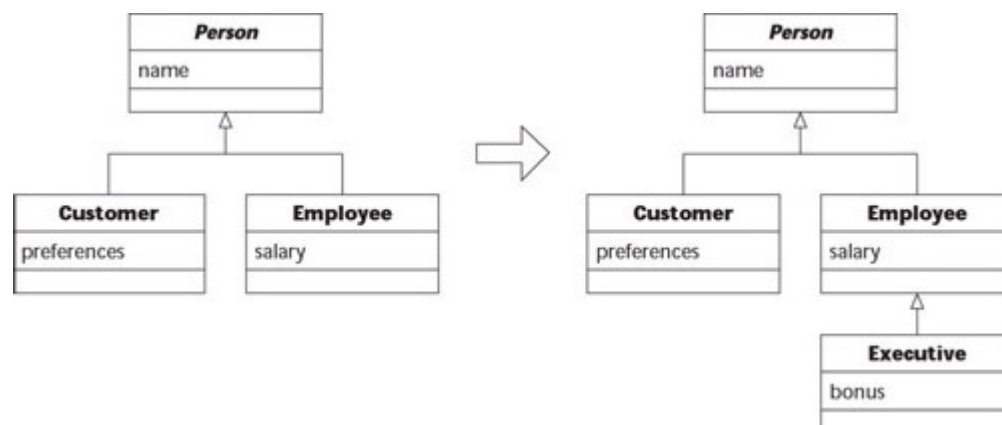 Person
name
Customer
preferences
Employee
salary
Person
name
Customer
preferences
Employee
salary
Executive
bonus